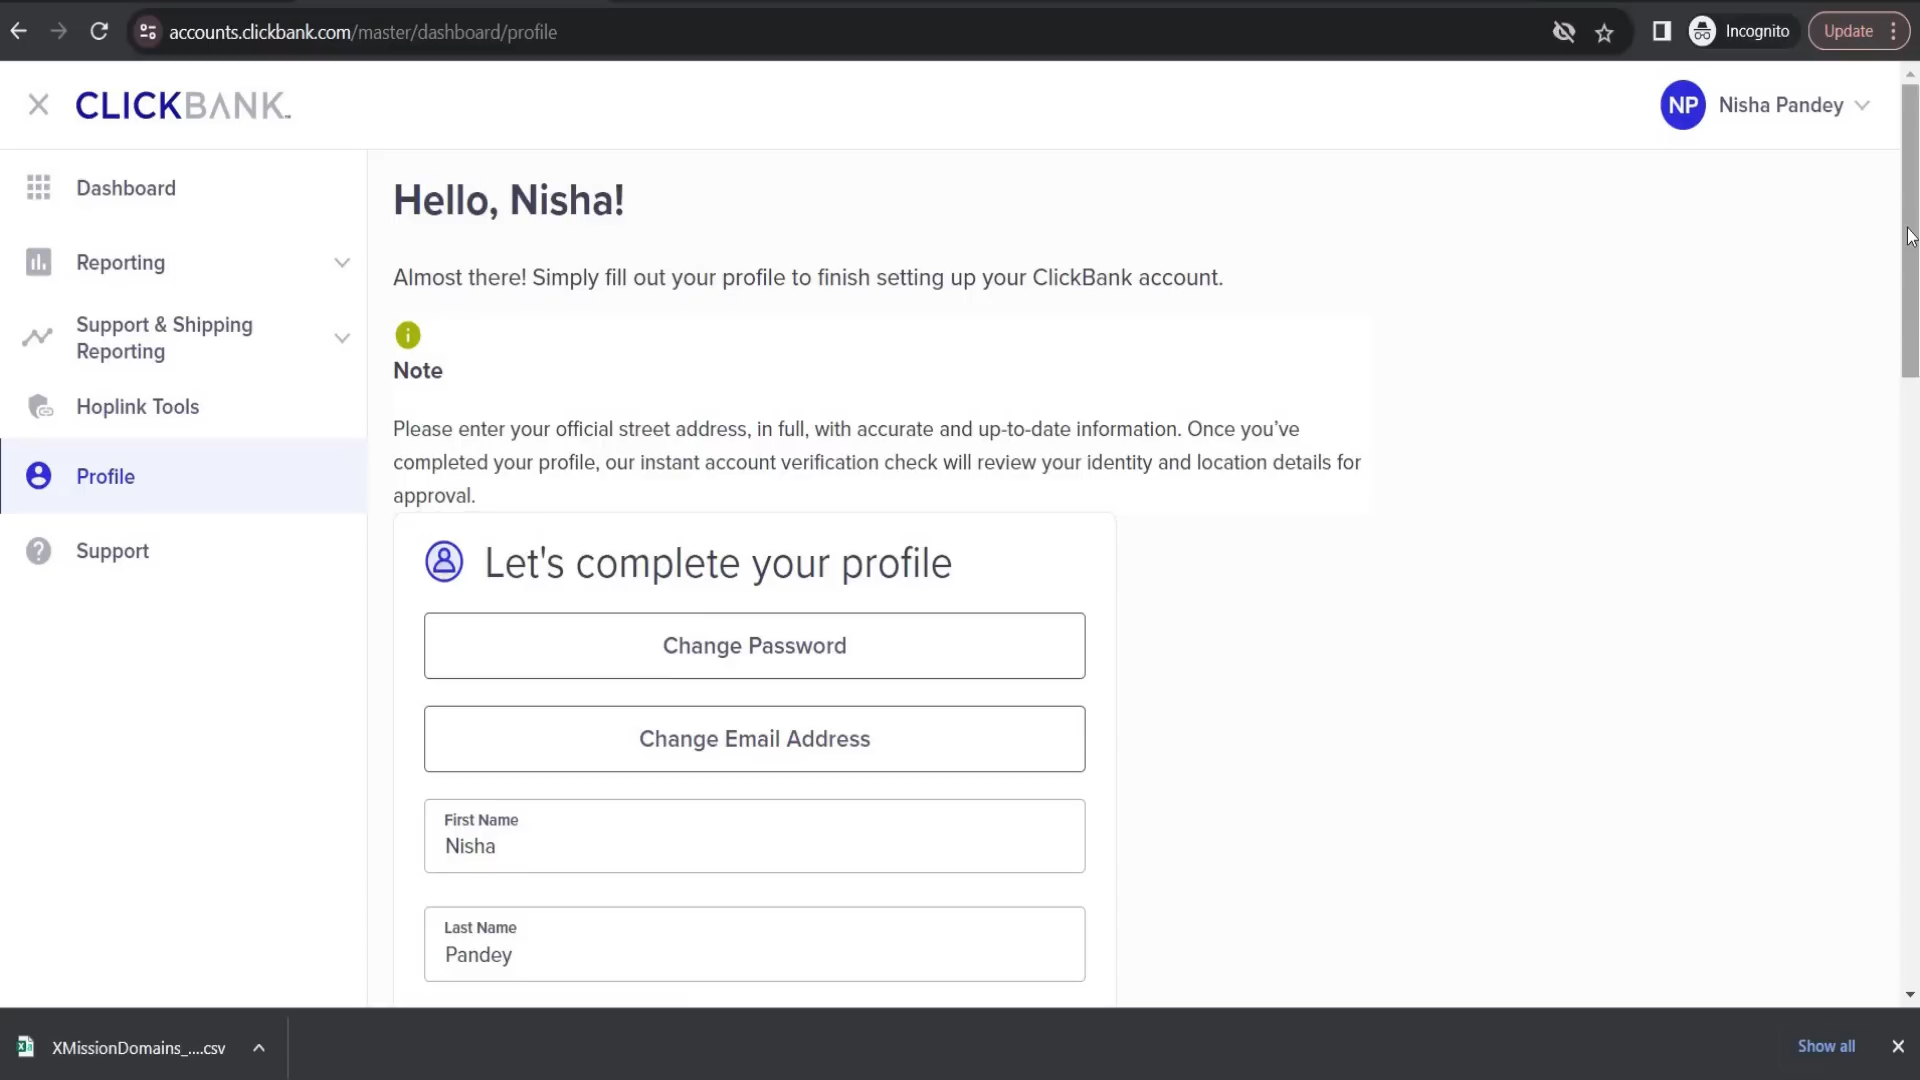 accounts.clickbank.com/master/dashboard/profile
Incognito
Update
CLICKBANK
NP
Nisha Pandey
Dashboard
Reporting
Support & Shipping
Reporting
Hoplink Tools
Profile
Support
Hello, Nisha!
Almost there! Simply fill out your profile to finish setting up your ClickBank account.
Note
Please enter your official street address, in full, with accurate and up-to-date information. Once you’ve
completed your profile, our instant account verification check will review your identity and location details for
approval.
Let's complete your profile
Change Password
Change Email Address
First Name
Nisha
Last Name
Pandey
XMissionDomains_....csv
Show all